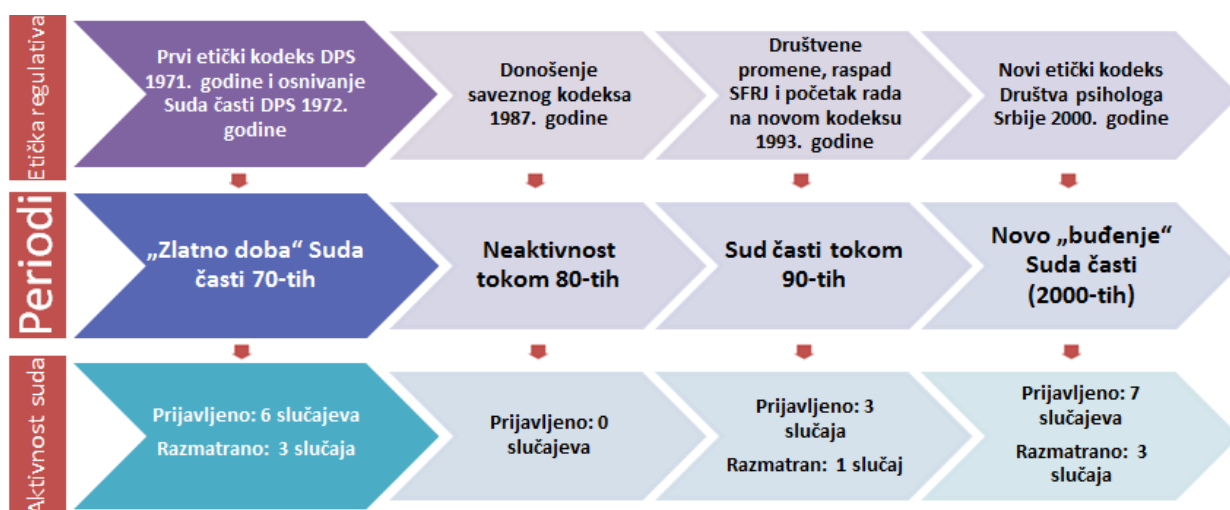 Etička regulativa
Prvi etički kodeks DPS
1971. godine i osnivanje
Suda časti DPS 1972.
godine
Donošenje
saveznog kodeksa
1987. godine
Društvene
promene, raspad
SFRJ i početak rada
na novom kodeksu
1993. godine
Novi etički kodeks
Društva psihologa
Srbije 2000. godine
Periodi
„Zlatno doba“ Suda
časti 70-tih
Neaktivnost
tokom 80-tih
Sud časti tokom
90-tih
Novo „buđenje“
Suda časti
(2000-tih)
Aktivnost suda
Prijavljeno: 6 slučajeva
Razmatrano: 3 slučaja
Prijavljeno: 0
slučajeva
Prijavljeno: 3
slučaja
Razmatran: 1 slučaj
Prijavljeno: 7
slučajeva
Razmatrano: 3
slučaja